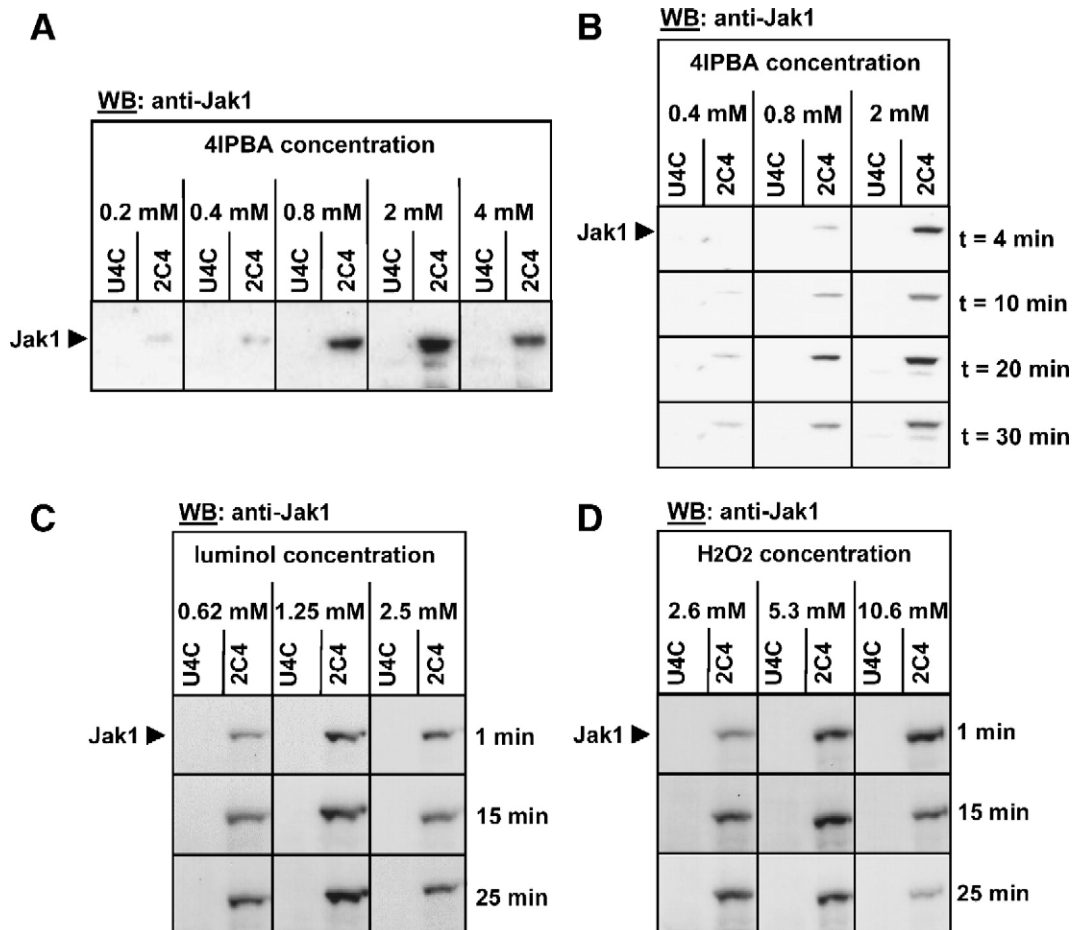 A
WB: anti-Jak1
4IPBA concentration
0.2 mM 0.4 mM 0.8 mM 2 mM 4 mM
U4C 2C4 U4C 2C4 U4C 2C4 U4C 2C4 U4C 2C4
Jak1
B
WB: anti-Jak1
4IPBA concentration
0.4 mM 0.8 mM 2 mM
U4C 2C4 U4C 2C4 U4C 2C4
Jak1 t = 4 min
t = 10 min
t = 20 min
t = 30 min
C
WB: anti-Jak1
luminol concentration
0.62 mM 1.25 mM 2.5 mM
U4C 2C4 U4C 2C4 U4C 2C4
Jak1 1 min
15 min
25 min
D
WB: anti-Jak1
H2O2 concentration
2.6 mM 5.3 mM 10.6 mM
U4C 2C4 U4C 2C4 U4C 2C4
Jak1 1 min
15 min
25 min